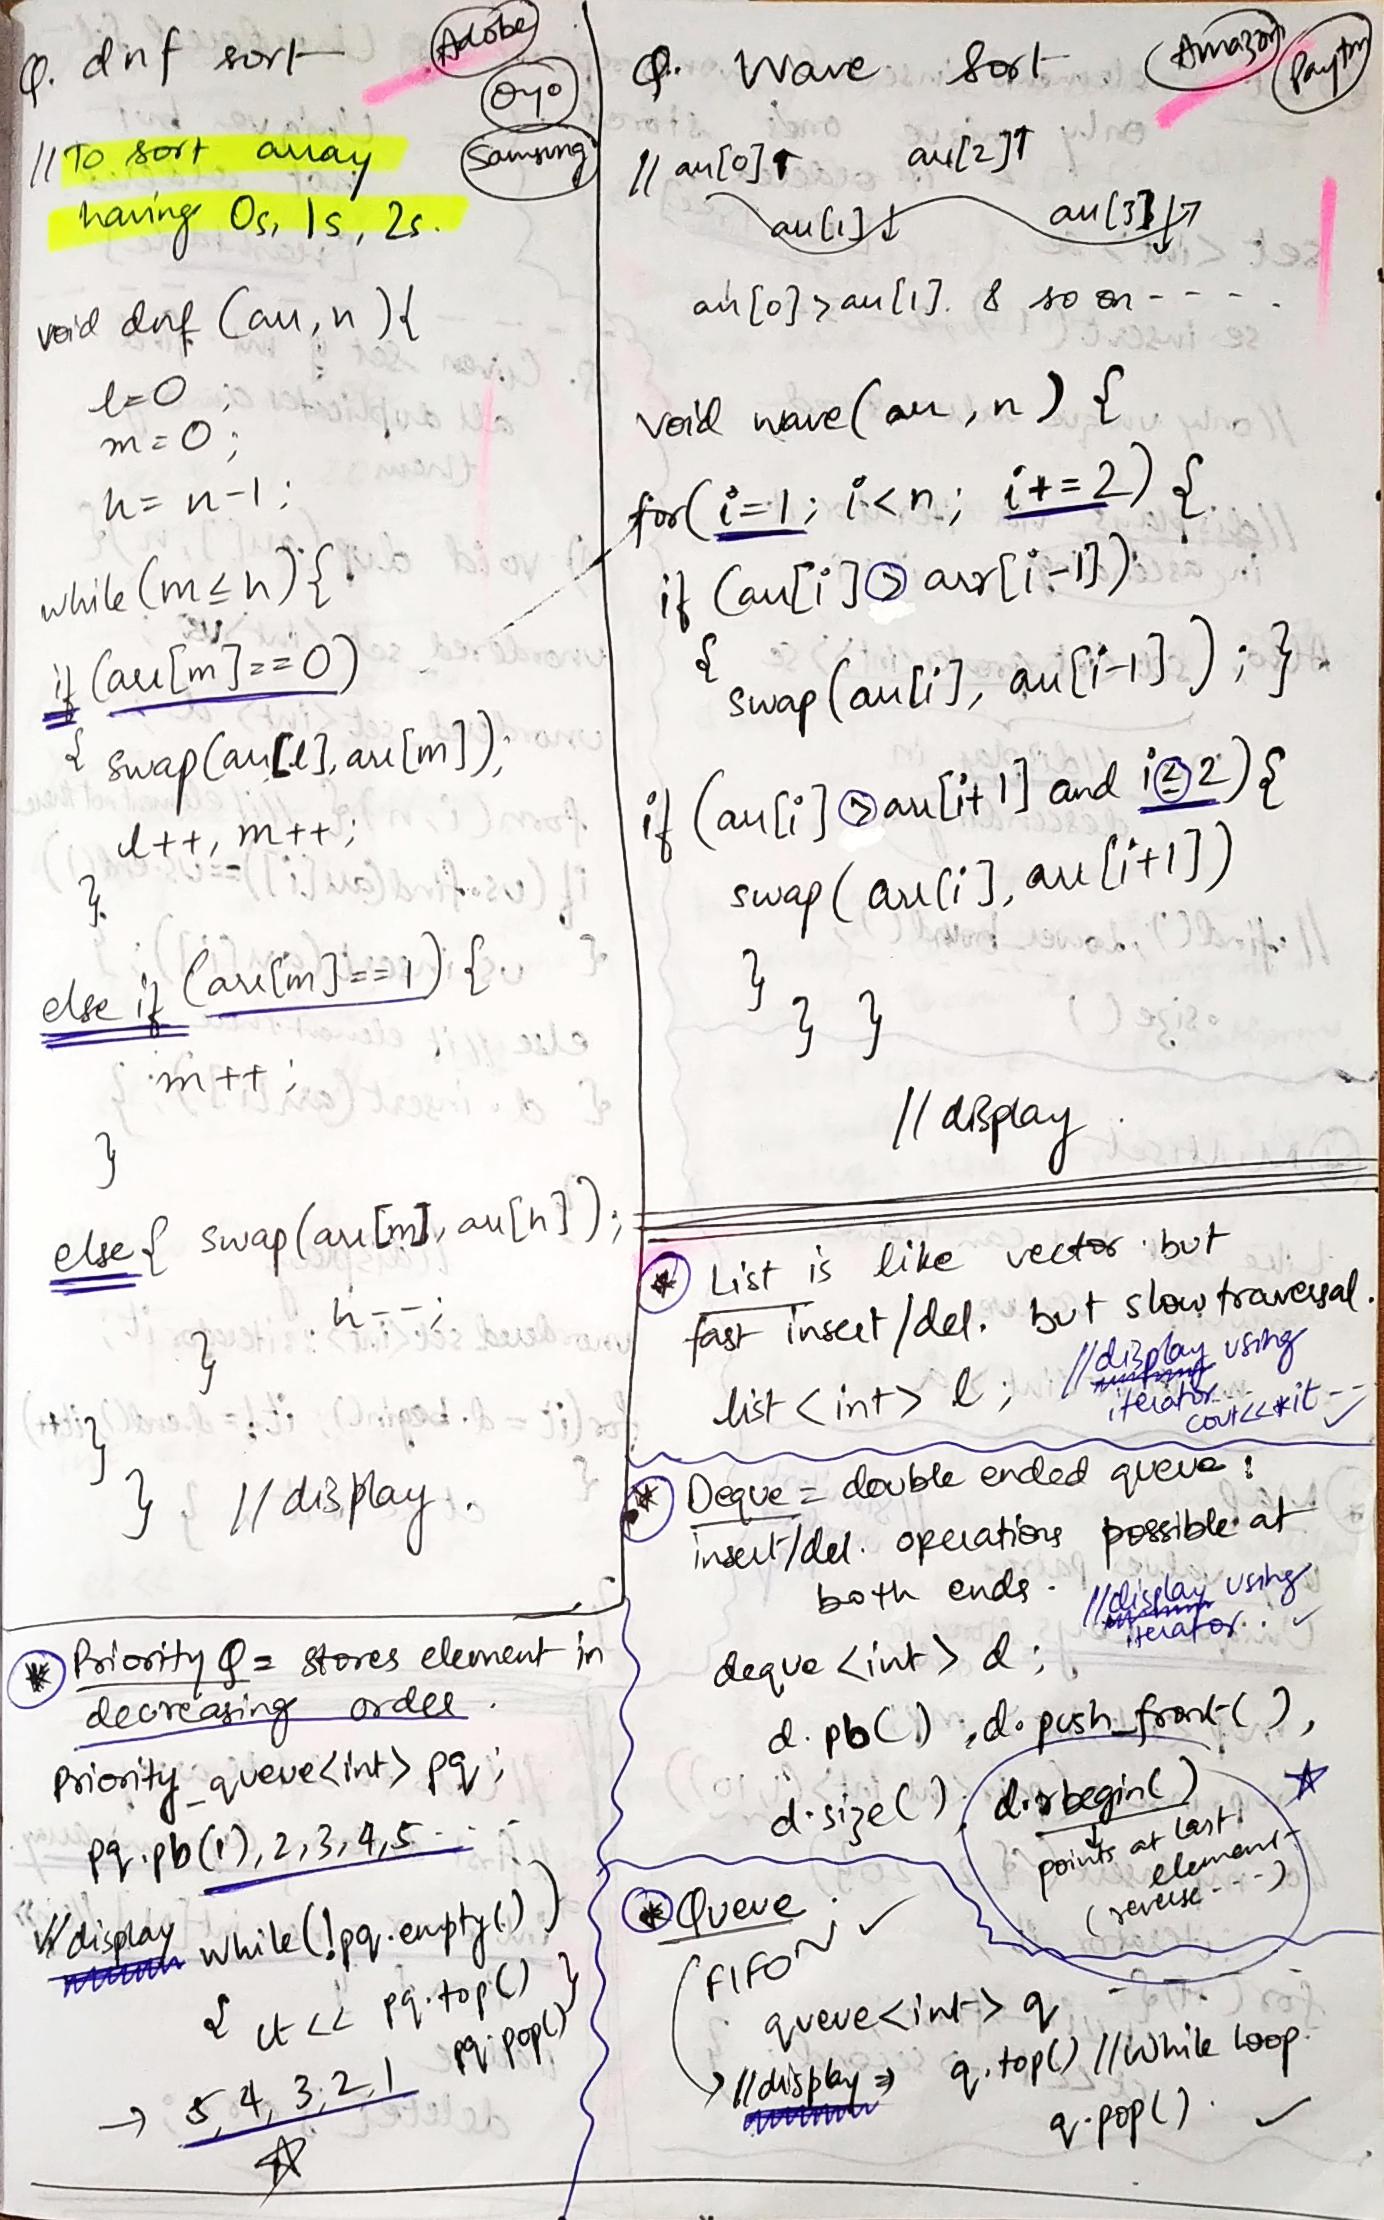 Q. dnf sort
Adobe
Oyo
Samsung
// To sort array
having 0s, 1s, 2s.
void dnf (arr, n){
l=0;
m=0;
h= n-1;
while (m≤h){
if (arr[m]==0)
{ swap(arr[l], arr[m]);
l++, m++;
}
else if (arr[m]==1) {
m++;
}
else{ swap(arr[m], arr[h]);
h--;
}
}
} //display.
* Priority Q = stores element in
decreasing order.
Priority_queue<int> pq;
pq.pb(1), 2, 3, 4, 5 - - -
//display while(!pq.empty())
{ ct << pq.top()
pq.pop() }
→ 5, 4, 3, 2, 1
Q. Wave Sort
Amazon
Paytm
// arr[0]↑ arr[2]↑
arr[1]↓ arr[3]↓
arr[0]>arr[1]. & so on - - - -
void wave(arr, n) {
for(i=1; i<n; i+=2) {
if (arr[i] > arr[i-1])
{ swap(arr[i], arr[i-1]); }
if (arr[i] > arr[i+1] and i≤2){
swap(arr[i], arr[i+1])
}
} }
//display.
* List is like vector but
fast insert/del. but slow traversal.
list<int> l; //display using
iterator...
cout<<*it--
* Deque = double ended queue:
insert/del. operations possible at
both ends.
//display using
iterator..
deque<int> d;
d.pb(), d.push_front(),
d.size(), d.rbegin()
↓
points at last
element
(reverse - - -)
* Queue:
FIFO
queue<int> q
//display ⇒ q.top() //While loop.
q.pop().